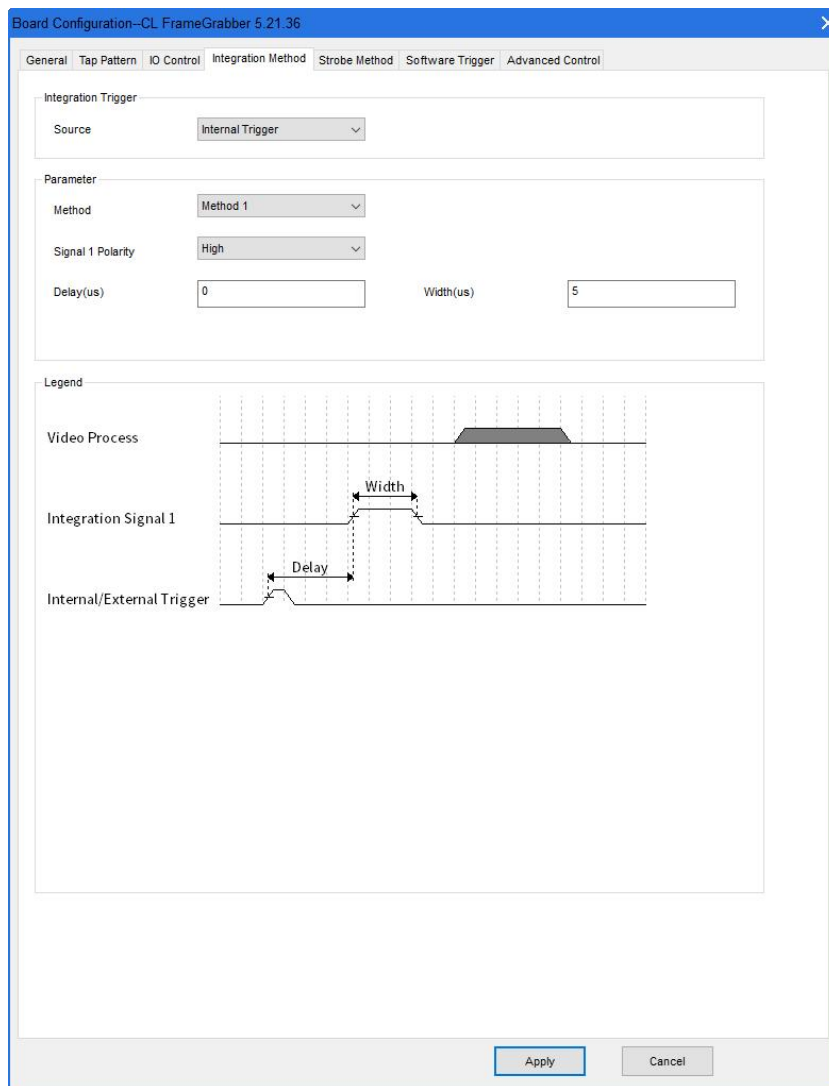 Board Configuration--CL FrameGrabber 5.21.36
General Tap Pattern IO Control Integration Method Strobe Method Software Trigger Advanced Control
Integration Trigger
Source Internal Trigger
Parameter
Method Method 1
Signal 1 Polarity High
Delay(us) 0 Width(us) 5
Legend
Video Process
Width
Integration Signal 1
Delay
Internal/External Trigger
Apply Cancel